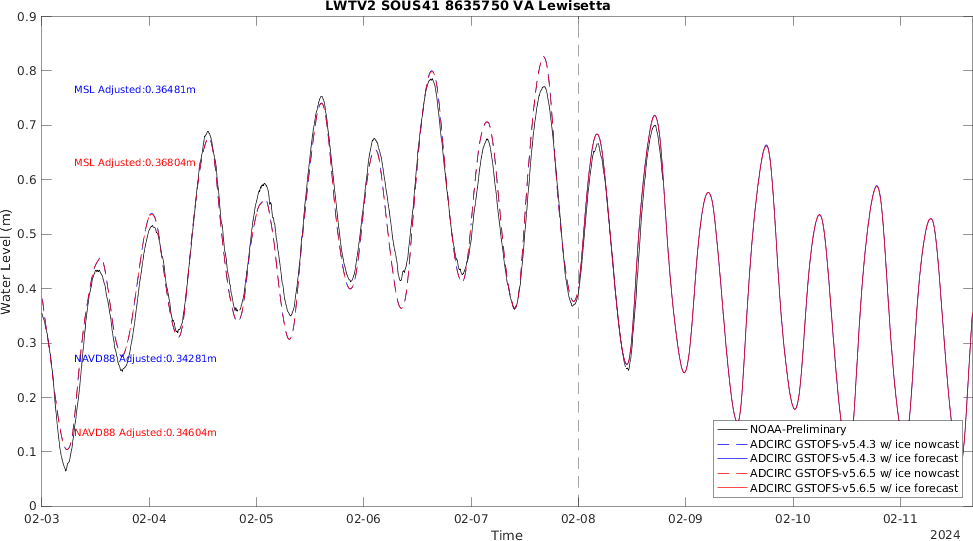 LWTV2 SOUS41 8635750 VA Lewisetta
0.9
0.8
MSL Adjusted:0.36481m
0.7
MSL Adjusted:0.36804m
0.6
0.5
0.4
0.3
NAVD88 Adjusted:0.34281m
0.2
NAVD88 Adjusted:0.34604m
0.1
0
Water Level (m)
NOAA-Preliminary
ADCIRC GSTOFS-v5.4.3 w/ ice nowcast
ADCIRC GSTOFS-v5.4.3 w/ ice forecast
ADCIRC GSTOFS-v5.6.5 w/ ice nowcast
ADCIRC GSTOFS-v5.6.5 w/ ice forecast
02-03 02-04 02-05 02-06 02-07 02-08 02-09 02-10 02-11
Time
2024